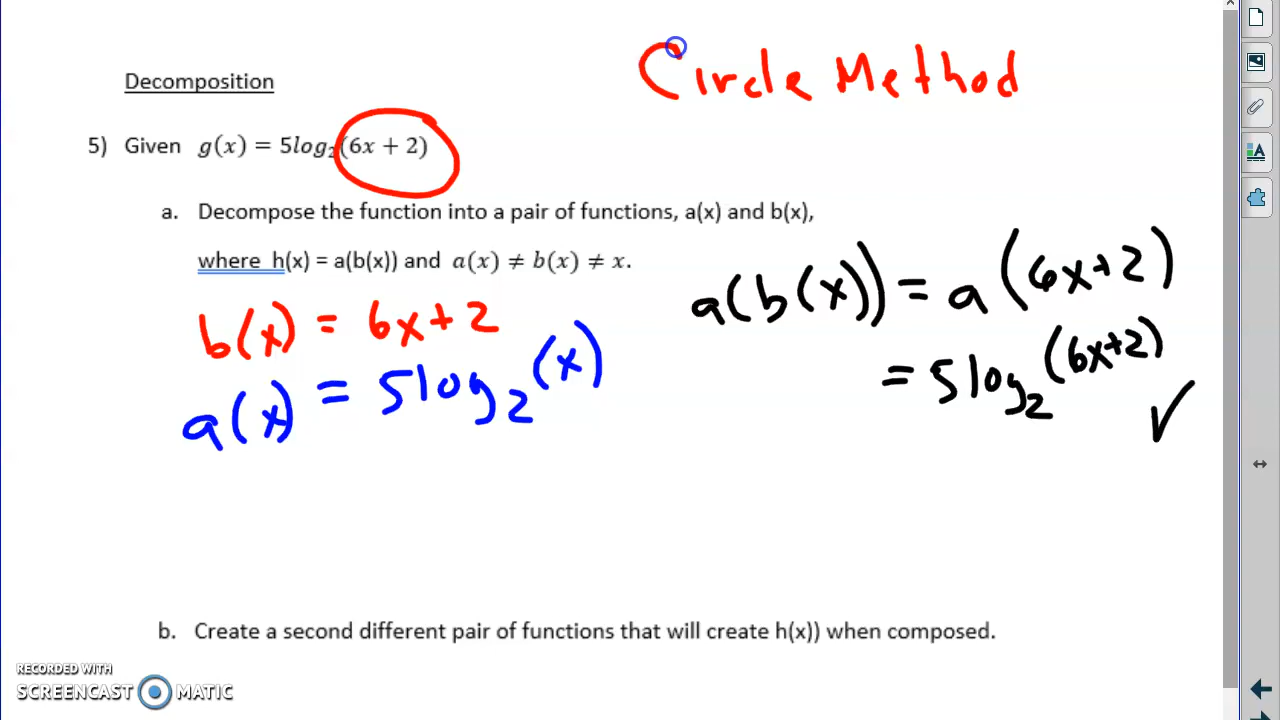 Circle Method
Decomposition
5) Given g(x) = 5log₂(6x + 2)
a. Decompose the function into a pair of functions, a(x) and b(x),
where h(x) = a(b(x)) and a(x) ≠ b(x) ≠ x.
b(x) = 6x+2
a(x) = 5log₂(x)
a(b(x)) = a(6x+2)
= 5log₂(6x+2) ✓
b. Create a second different pair of functions that will create h(x)) when composed.
RECORDED WITH
SCREENCAST MATIC